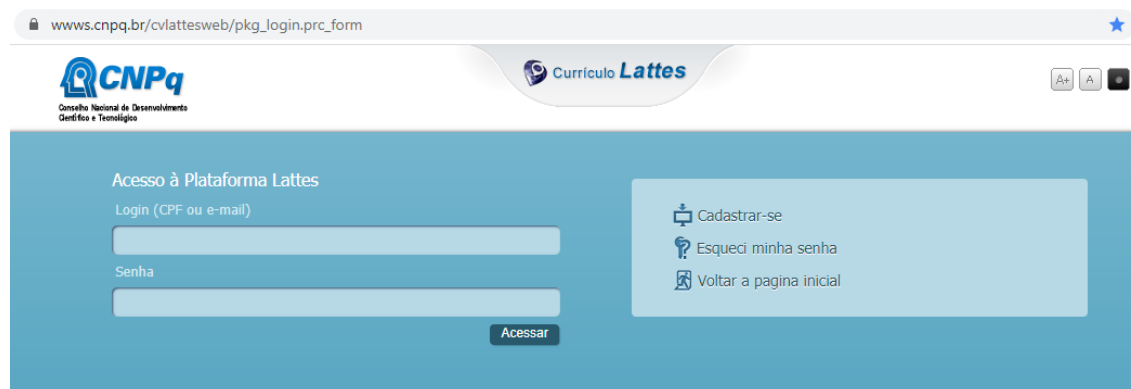 wwws.cnpq.br/cvlattesweb/pkg_login.prc_form
CNPq
Conselho Nacional de Desenvolvimento
Científico e Tecnológico
Currículo Lattes
A+ A
Acesso à Plataforma Lattes
Login (CPF ou e-mail)
Senha
Acessar
Cadastrar-se
Esqueci minha senha
Voltar a pagina inicial